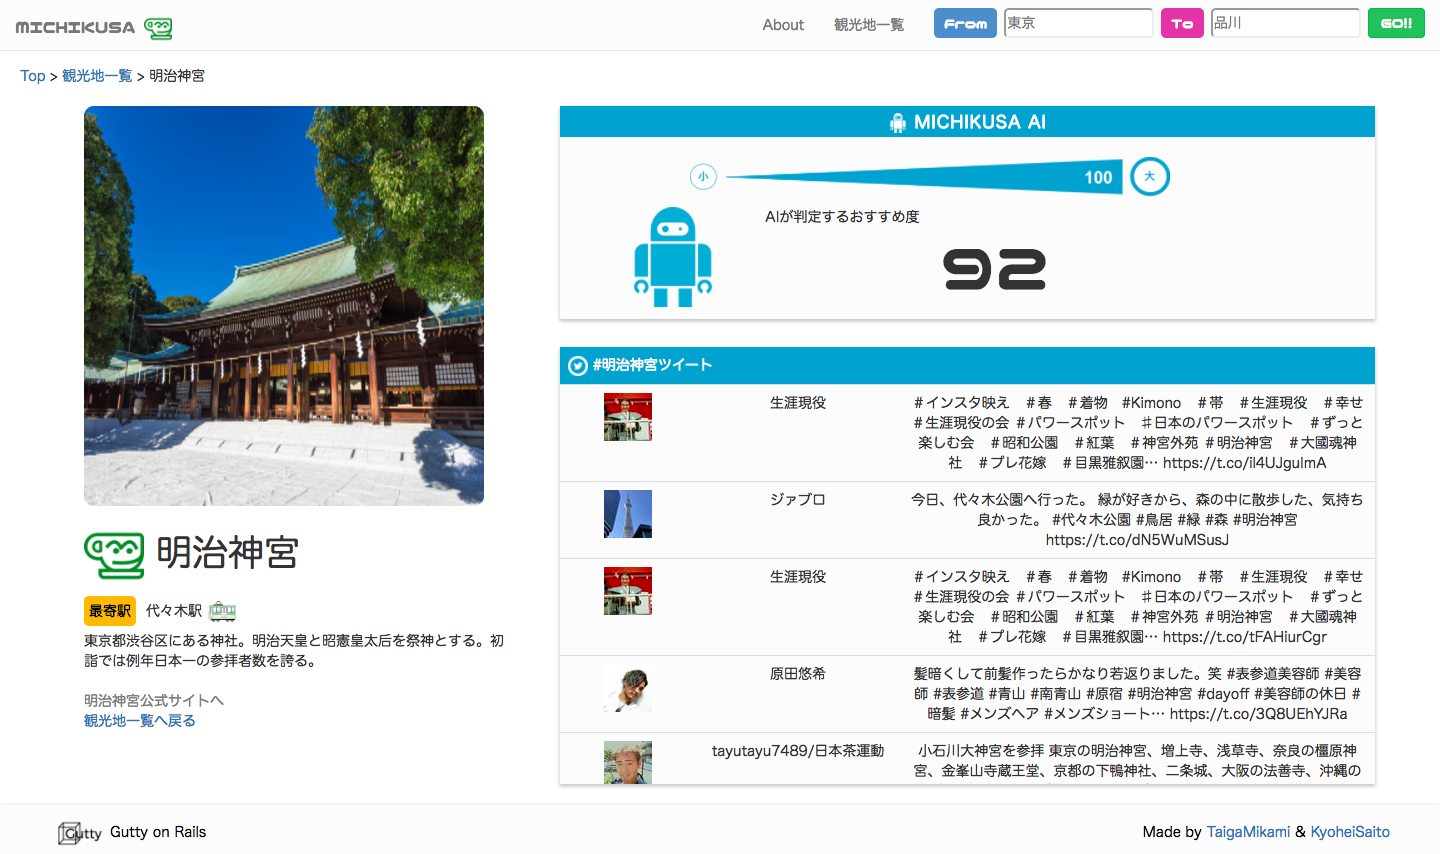 MICHIKUSA About 観光地一覧 From 東京 To 品川 GO!!
Top > 観光地一覧 > 明治神宮
明治神宮
最寄駅 代々木駅
東京都渋谷区にある神社。明治天皇と昭憲皇太后を祭神とする。初
詣では例年日本一の参拝者数を誇る。
明治神宮公式サイトへ
観光地一覧へ戻る
MICHIKUSA AI
小 100 大
AIが判定するおすすめ度
92
#明治神宮ツイート
生涯現役
＃インスタ映え　＃春　＃着物　#Kimono　＃帯　＃生涯現役　＃幸せ
＃生涯現役の会 ＃パワースポット　♯日本のパワースポット　＃ずっと
楽しむ会　＃昭和公園　＃紅葉　＃神宮外苑 ＃明治神宮　＃大國魂神
社　＃プレ花嫁　＃目黒雅叙園… https://t.co/il4UJgulmA
ジァブロ
今日、代々木公園へ行った。 緑が好きから、森の中に散歩した、気持ち
良かった。 #代々木公園 #鳥居 #緑 #森 #明治神宮
https://t.co/dN5WuMSusJ
生涯現役
＃インスタ映え　＃春　＃着物　#Kimono　＃帯　＃生涯現役　＃幸せ
＃生涯現役の会 ＃パワースポット　♯日本のパワースポット　＃ずっと
楽しむ会　＃昭和公園　＃紅葉　＃神宮外苑 ＃明治神宮　＃大國魂神
社　＃プレ花嫁　＃目黒雅叙園… https://t.co/tFAHiurCgr
原田悠希
髪暗くして前髪作ったらかなり若返りました。笑 #表参道美容師 #美容
師 #表参道 #青山 #南青山 #原宿 #明治神宮 #dayoff #美容師の休日 #
暗髪 #メンズヘア #メンズショート… https://t.co/3Q8UEhYJRa
tayutayu7489/日本茶運動
小石川大神宮を参拝 東京の明治神宮、増上寺、浅草寺、奈良の橿原神
宮、金峯山寺蔵王堂、京都の下鴨神社、二条城、大阪の法善寺、沖縄の
Gutty Gutty on Rails
Made by TaigaMikami & KyoheiSaito